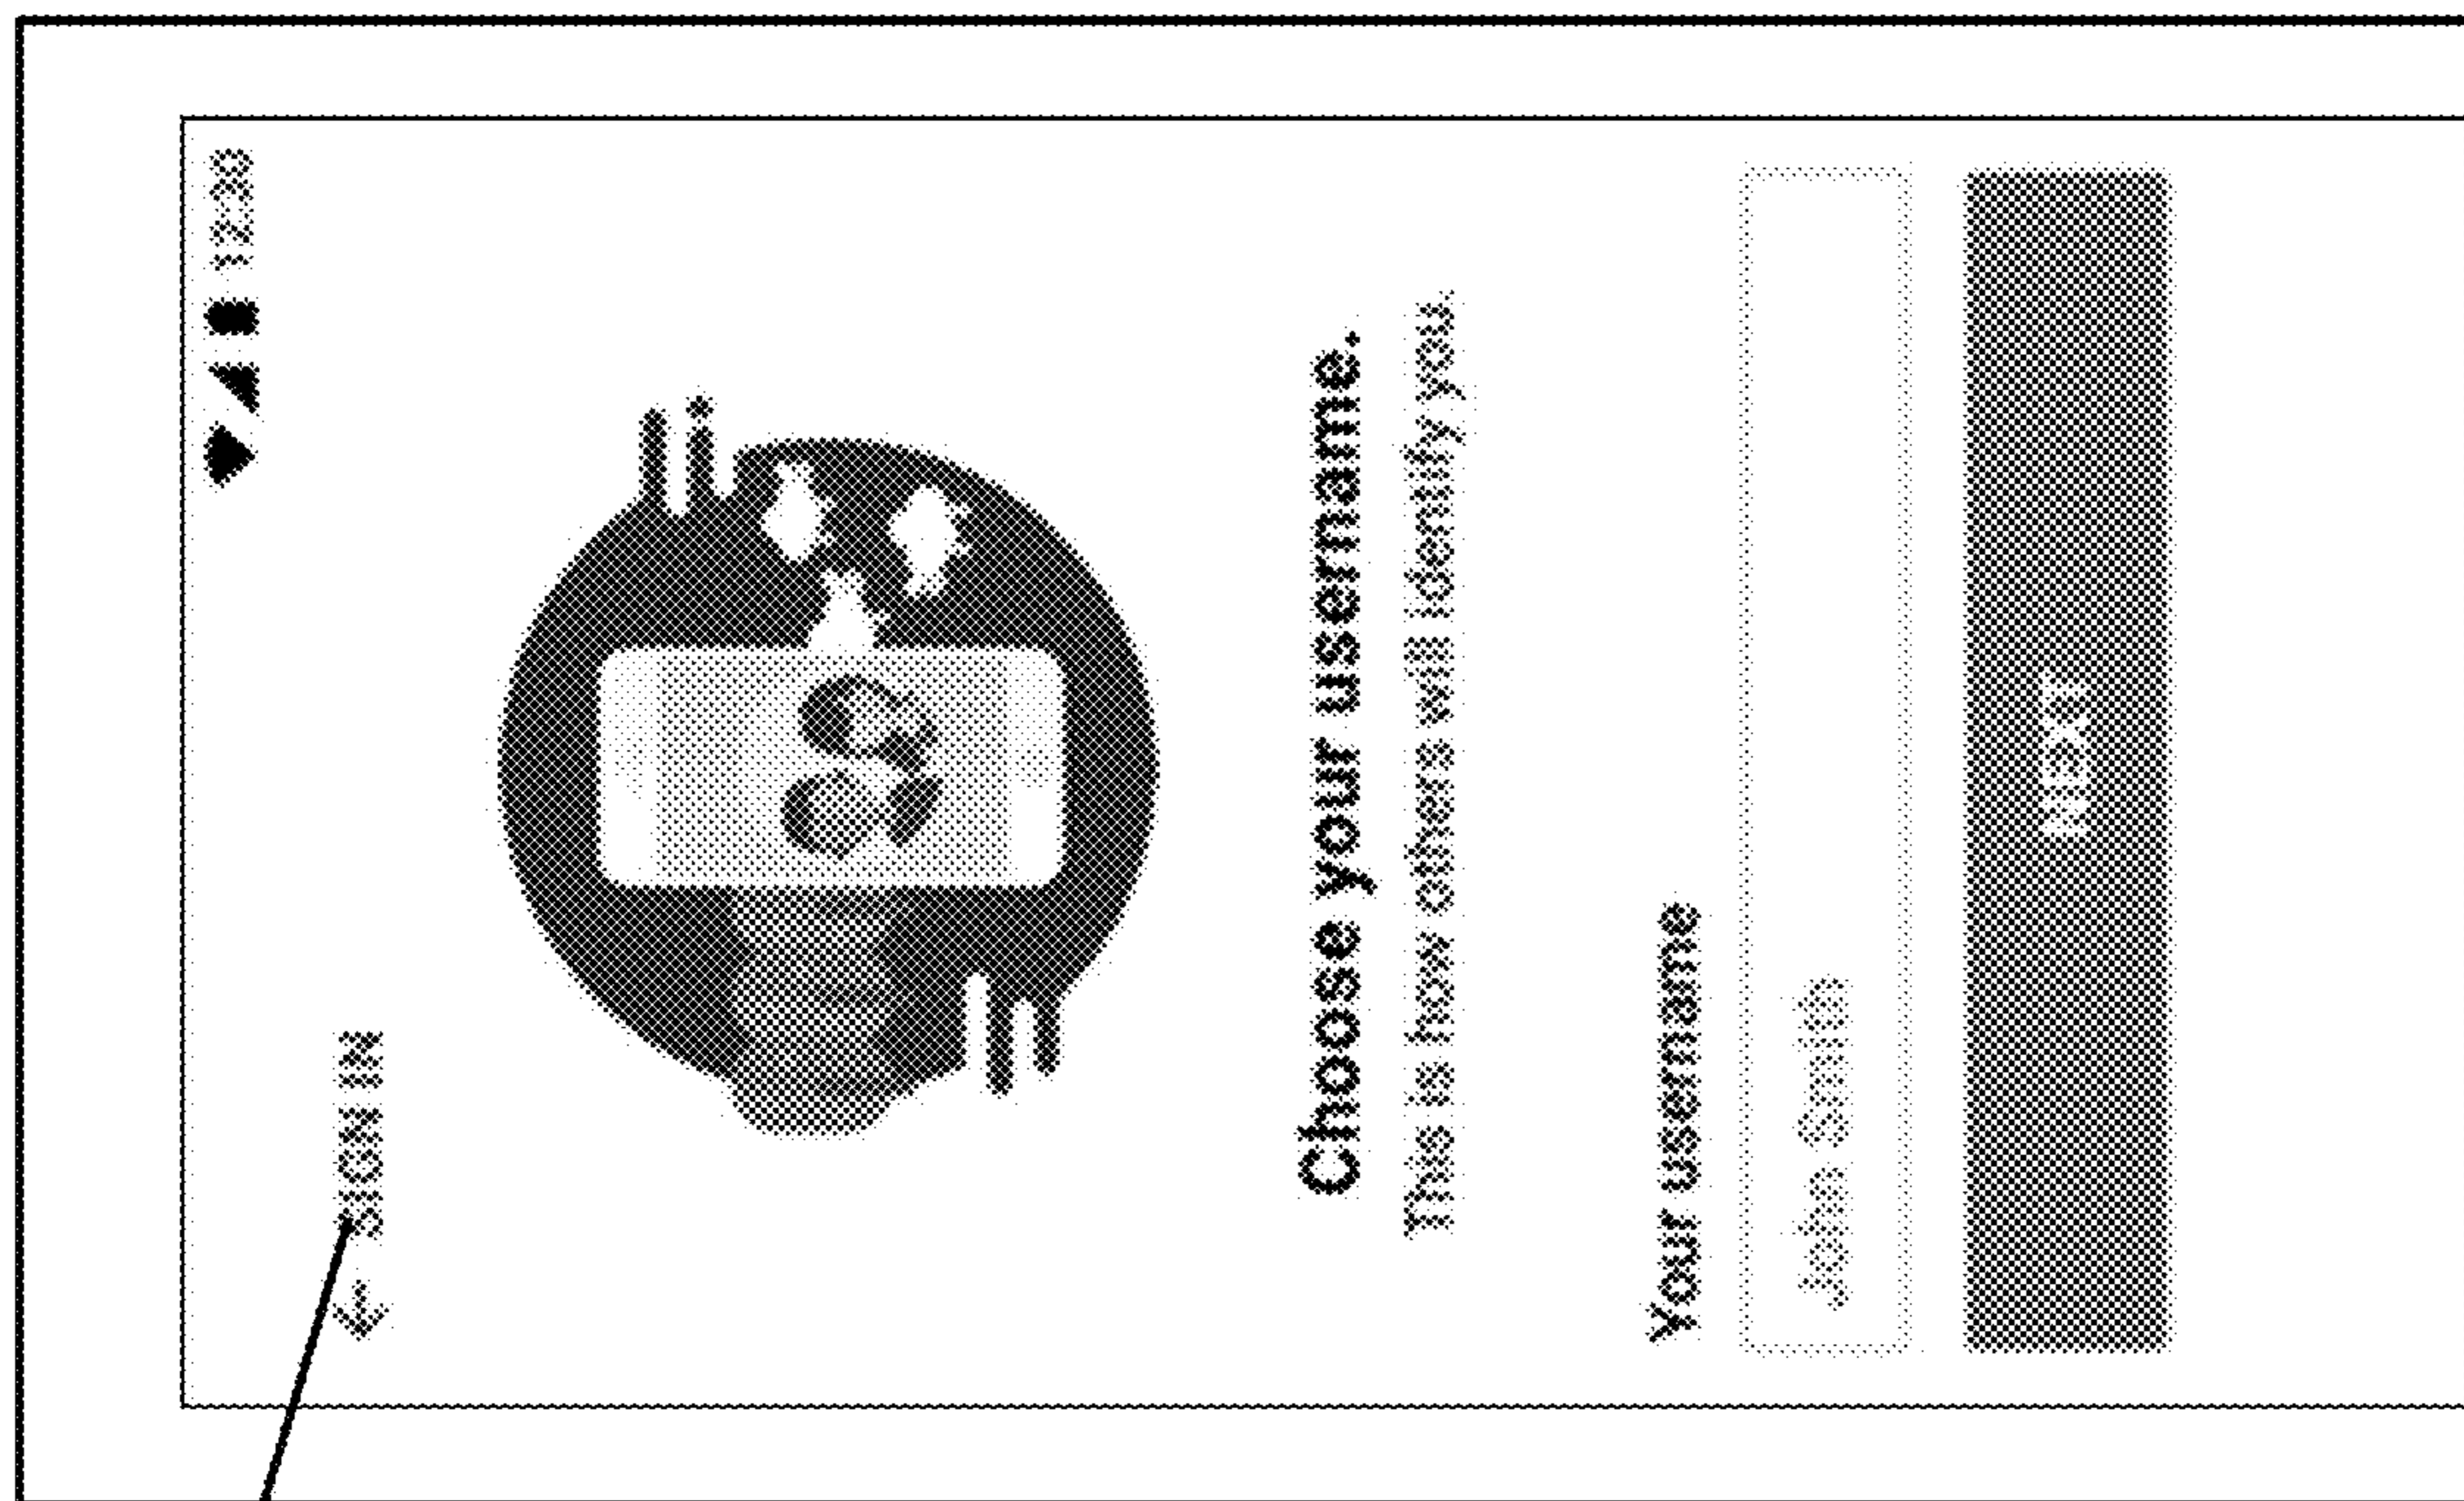 12:30
← SIGN IN
Choose your username.
This is how others will identify you.
Your username
John Smith
NEXT